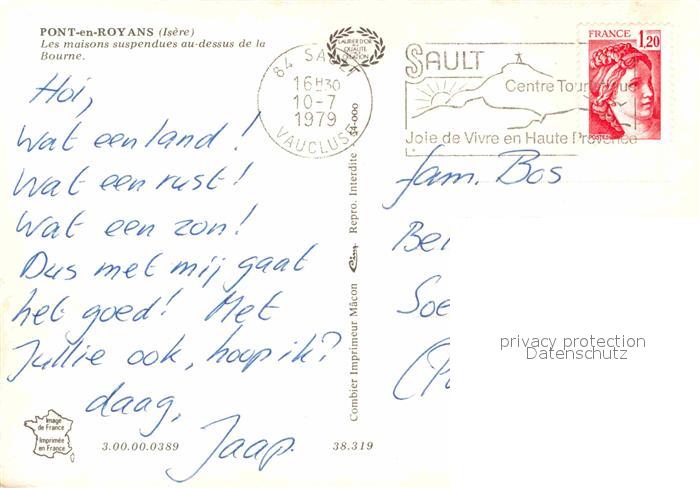 PONT-en-ROYANS (Isère)
Les maisons suspendues au-dessus de la
Bourne.
Hoi,
Wat een land!
Wat een rust!
Wat een zon!
Dus met mij gaat
het goed! Met
Jullie ook, hoop ik?
daag,
Jaap.
Image
de France
Imprimée
en France
3.00.00.0389
38.319
Combier Imprimeur Mâcon Repro. Interdite 44-000
84 SAULT
16H30
10-7
1979
VAUCLUSE
SAULT
Centre Touristique
Joie de Vivre en Haute Provence
FRANCE
1,20
POSTES
fam. Bos
Be
Soe
privacy protection
Datenschutz